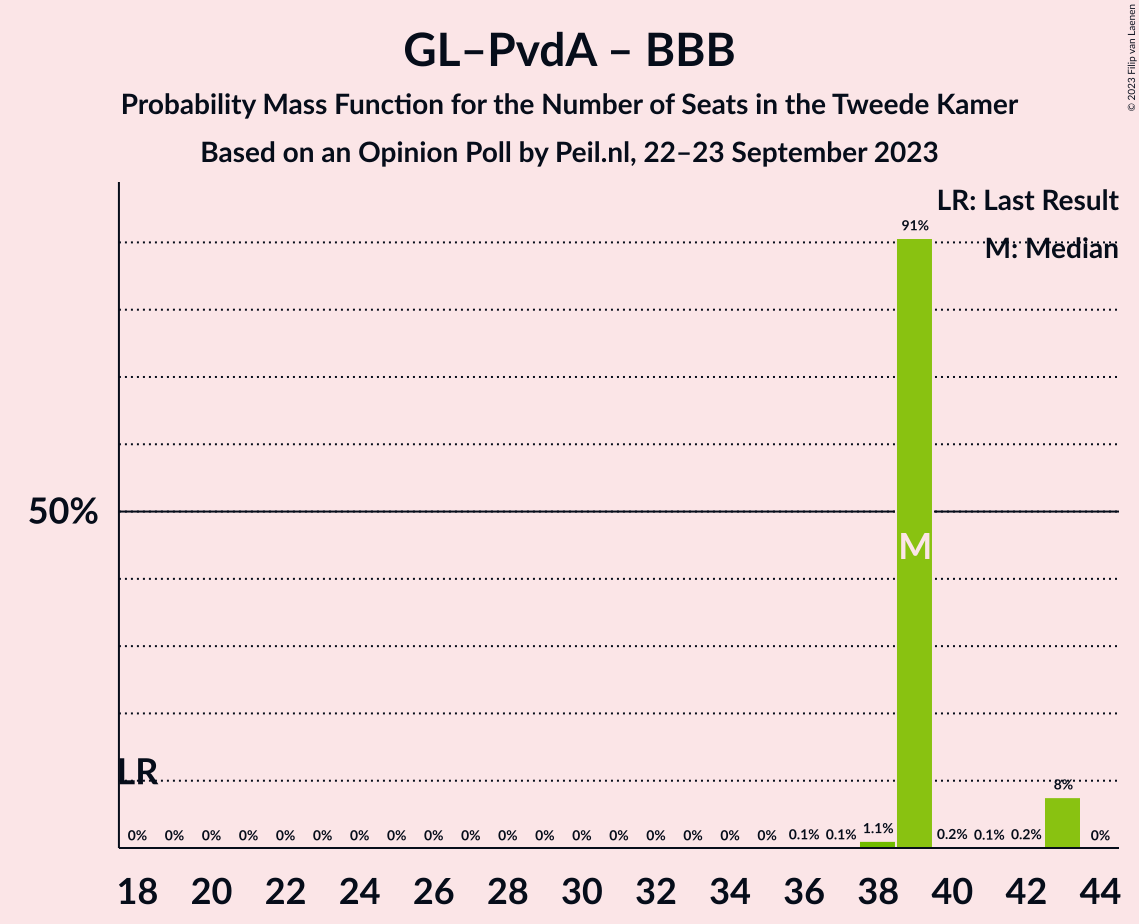 GL–PvdA – BBB
Probability Mass Function for the Number of Seats in the Tweede Kamer
Based on an Opinion Poll by Peil.nl, 22–23 September 2023
© 2023 Filip van Laenen
LR: Last Result
M: Median
91%
50%
M
LR
0% 0% 0% 0% 0% 0% 0% 0% 0% 0% 0% 0% 0% 0% 0% 0% 0% 0% 0.1% 0.1% 1.1% 0.2% 0.1% 0.2% 8% 0%
18 20 22 24 26 28 30 32 34 36 38 40 42 44